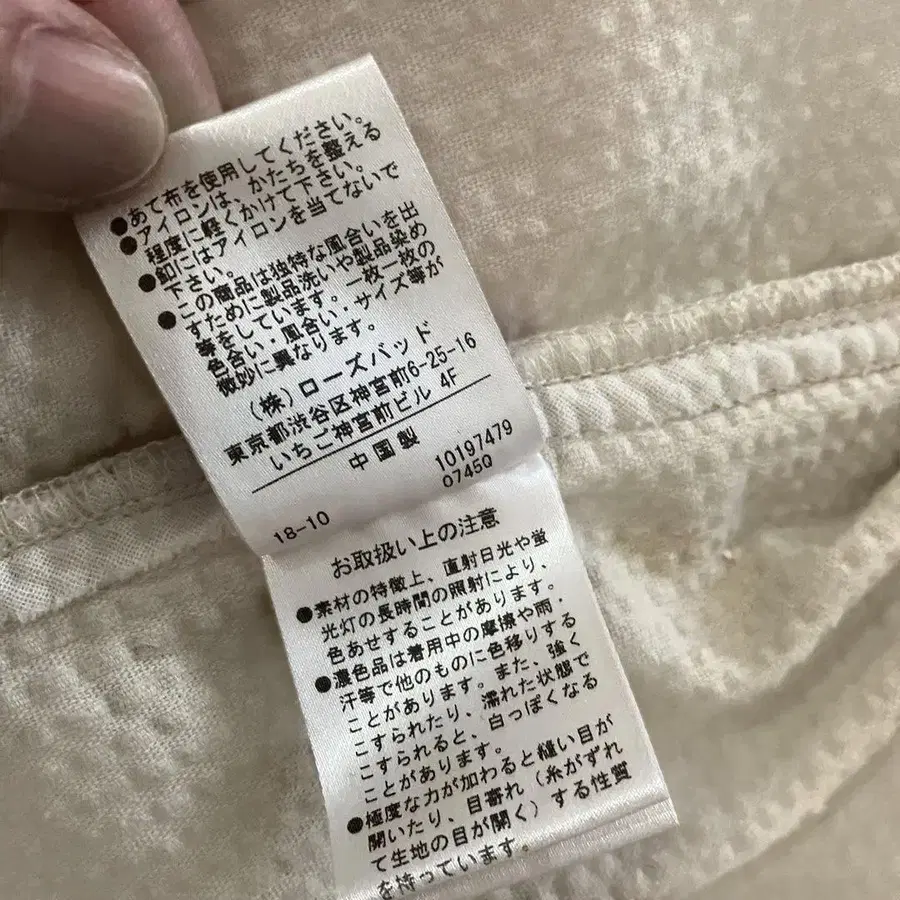 ●あて布を使用してください。
●アイロンは、かたちを整える
程度に軽くかけて下さい。
●釦にはアイロンを当てないで
下さい。
●この商品は独特な風合いを出
すために製品洗いや製品染め
等をしています。一枚一枚の
色合い・風合い・サイズ等が
微妙に異なります。
(株)ローズバッド
東京都渋谷区神宮前6-25-16
いちご神宮前ビル 4F
中国製
10197479
0745Q
18-10
お取扱い上の注意
●素材の特徴上、直射日光や蛍
光灯の長時間の照射により、
色あせすることがあります。
●濃色品は着用中の摩擦や雨・
汗等で他のものに色移りする
ことがあります。また、強く
こすられたり、濡れた状態で
こすられると、白っぽくなる
ことがあります。
●極度な力が加わると縫い目が
開いたり、目寄れ(糸がずれ
て生地の目が開く)する性質
を持っています。